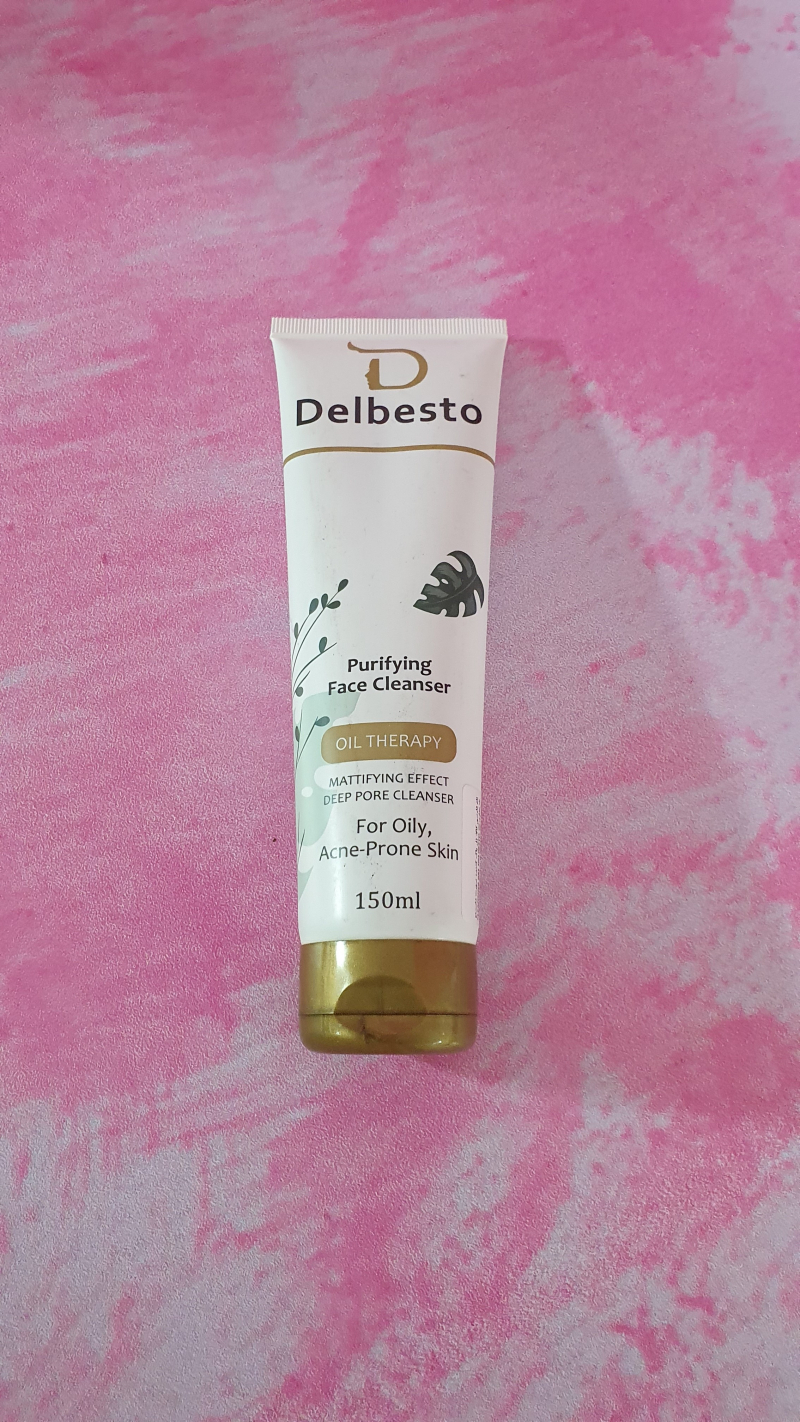 Delbesto
Purifying
Face Cleanser
OIL THERAPY
MATTIFYING EFFECT
DEEP PORE CLEANSER
For Oily,
Acne-Prone Skin
150ml